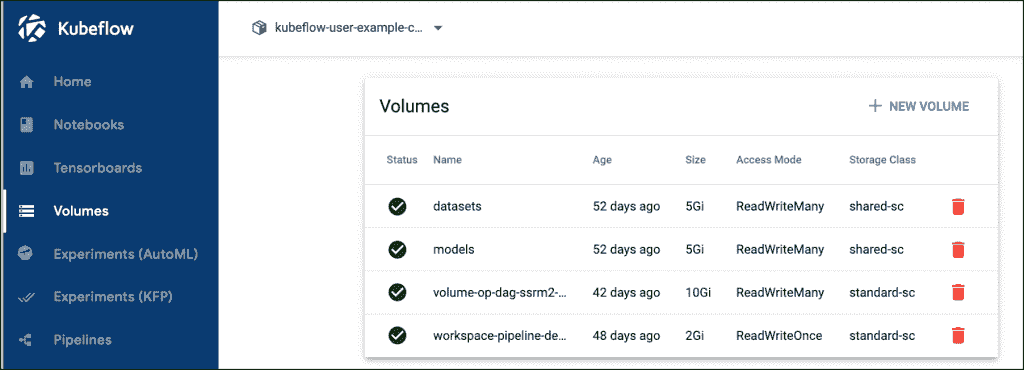 Kubeflow
kubeflow-user-example-c...
Home
Notebooks
Tensorboards
Volumes
Experiments (AutoML)
Experiments (KFP)
Pipelines
Volumes
NEW VOLUME
Status Name Age Size Access Mode Storage Class
datasets 52 days ago 5Gi ReadWriteMany shared-sc
models 52 days ago 5Gi ReadWriteMany shared-sc
volume-op-dag-ssrm2-... 42 days ago 10Gi ReadWriteMany standard-sc
workspace-pipeline-de... 48 days ago 2Gi ReadWriteOnce standard-sc